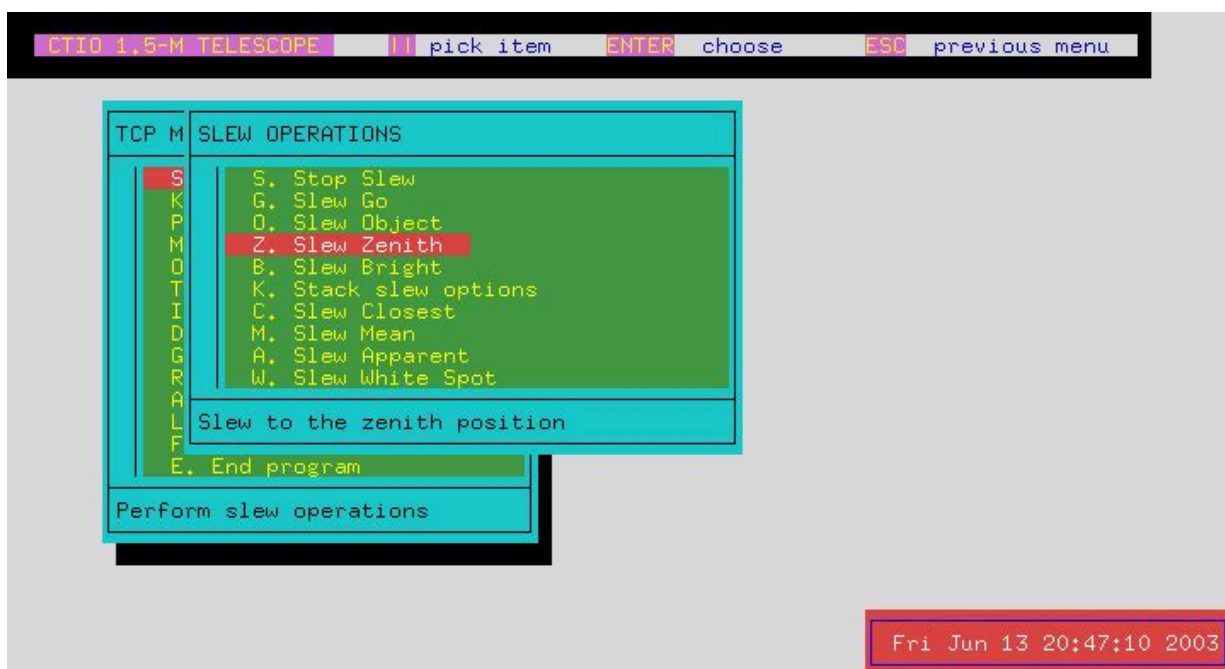 CTIO 1.5-M TELESCOPE || pick item ENTER choose ESC previous menu
TCP M
S
K
P
M
O
T
I
D
G
R
A
L
F
E. End program
Perform slew operations
SLEW OPERATIONS
S. Stop Slew
G. Slew Go
O. Slew Object
Z. Slew Zenith
B. Slew Bright
K. Stack slew options
C. Slew Closest
M. Slew Mean
A. Slew Apparent
W. Slew White Spot
Slew to the zenith position
Fri Jun 13 20:47:10 2003